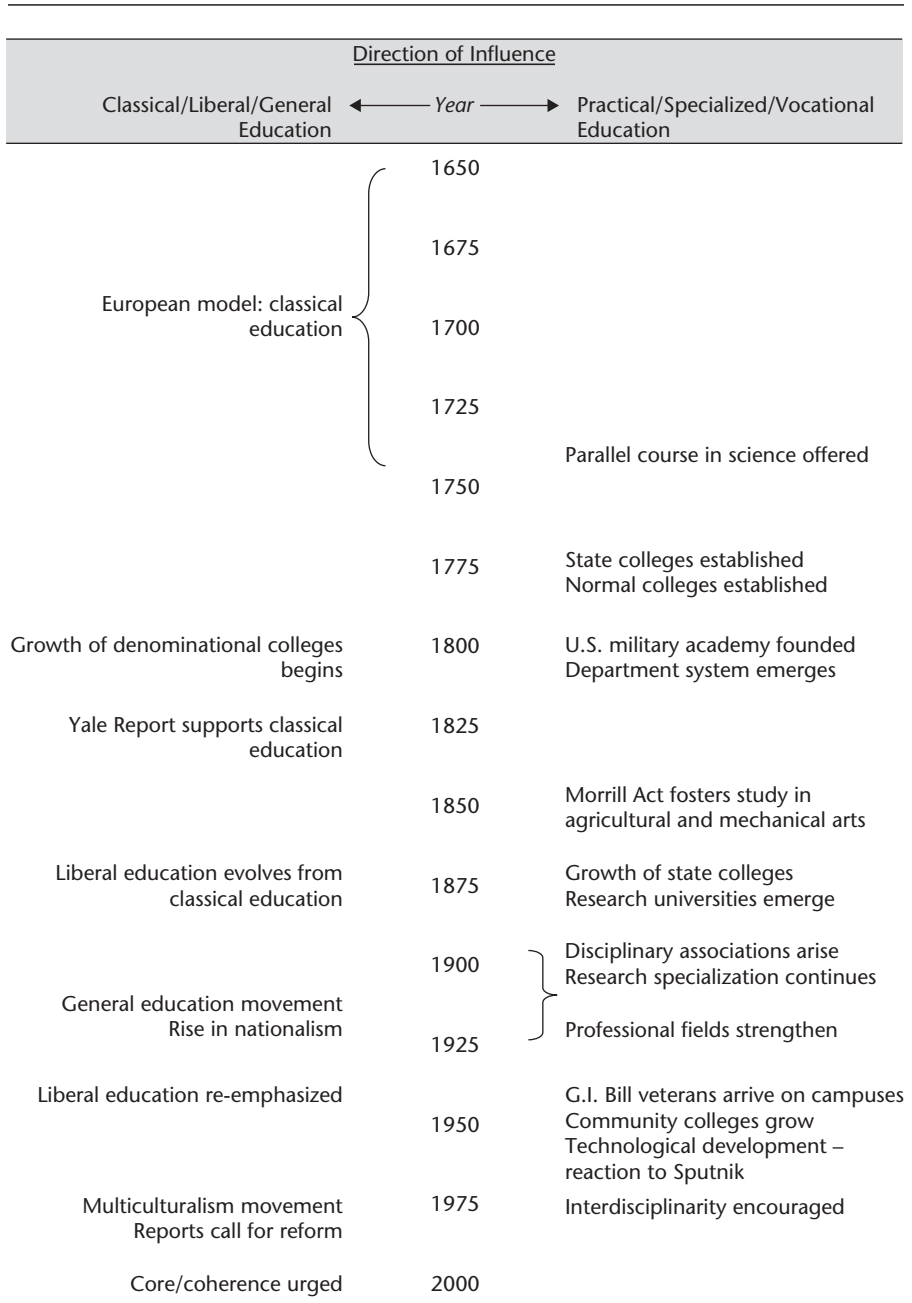 Direction of Influence
Classical/Liberal/General Year Practical/Specialized/Vocational
Education Education
1650
1675
European model: classical
education
1700
1725
Parallel course in science offered
1750
1775
State colleges established
Normal colleges established
Growth of denominational colleges
begins
1800
U.S. military academy founded
Department system emerges
Yale Report supports classical
education
1825
1850
Morrill Act fosters study in
agricultural and mechanical arts
Liberal education evolves from
classical education
1875
Growth of state colleges
Research universities emerge
1900
Disciplinary associations arise
Research specialization continues
General education movement
Rise in nationalism
1925
Professional fields strengthen
Liberal education re-emphasized
1950
G.I. Bill veterans arrive on campuses
Community colleges grow
Technological development –
reaction to Sputnik
Multiculturalism movement
Reports call for reform
1975
Interdisciplinarity encouraged
Core/coherence urged
2000